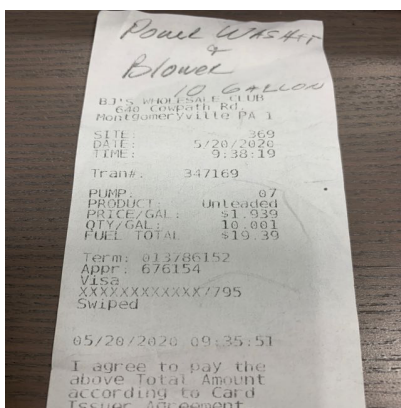 Power Washer
&
Blower
10 GALLON
BJ'S WHOLESALE CLUB
640 Cowpath Rd.
Montgomeryville PA 1
SITE: 369
DATE: 5/20/2020
TIME: 9:38:19
Tran#: 347169
PUMP: 07
PRODUCT: Unleaded
PRICE/GAL: $1.939
QTY/GAL: 10.001
FUEL TOTAL $19.39
Term: 013786152
Appr: 676154
Visa
XXXXXXXXXXXX7795
Swiped
05/20/2020 09:35:51
I agree to pay the
above Total Amount
according to Card
Issuer Agreement